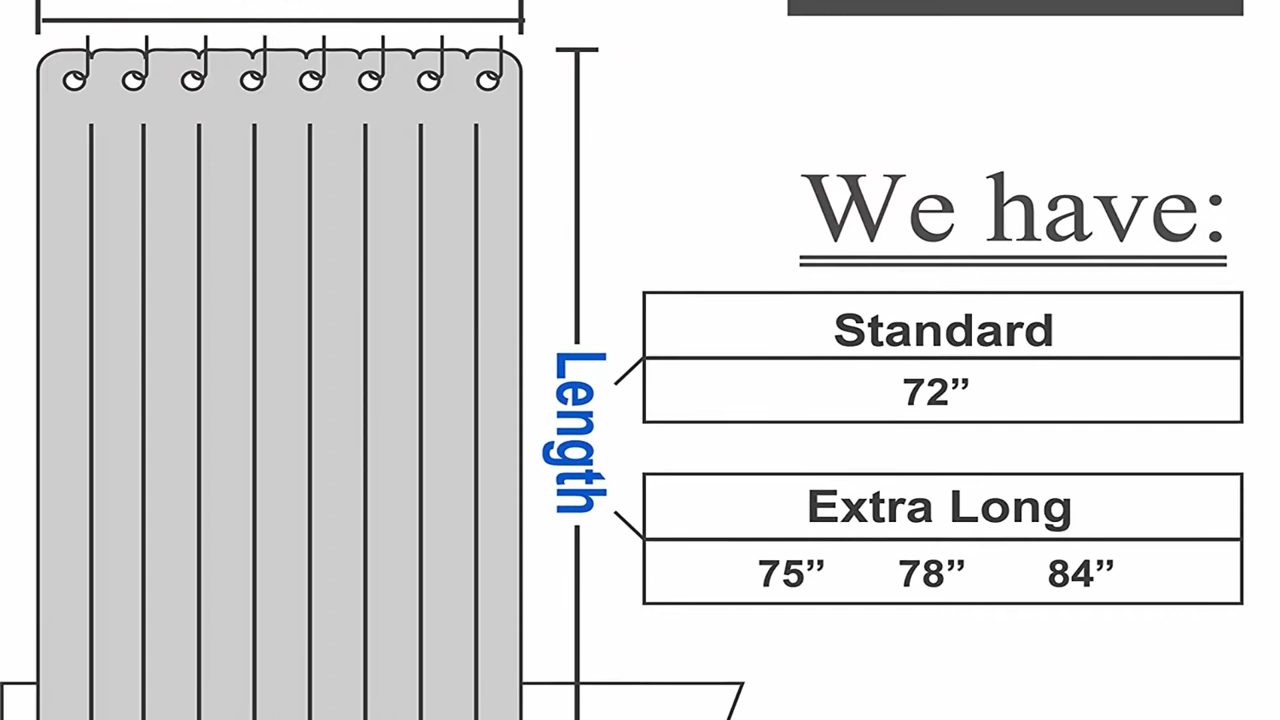 We have:
Standard
72”
Length
Extra Long
75” 78” 84”